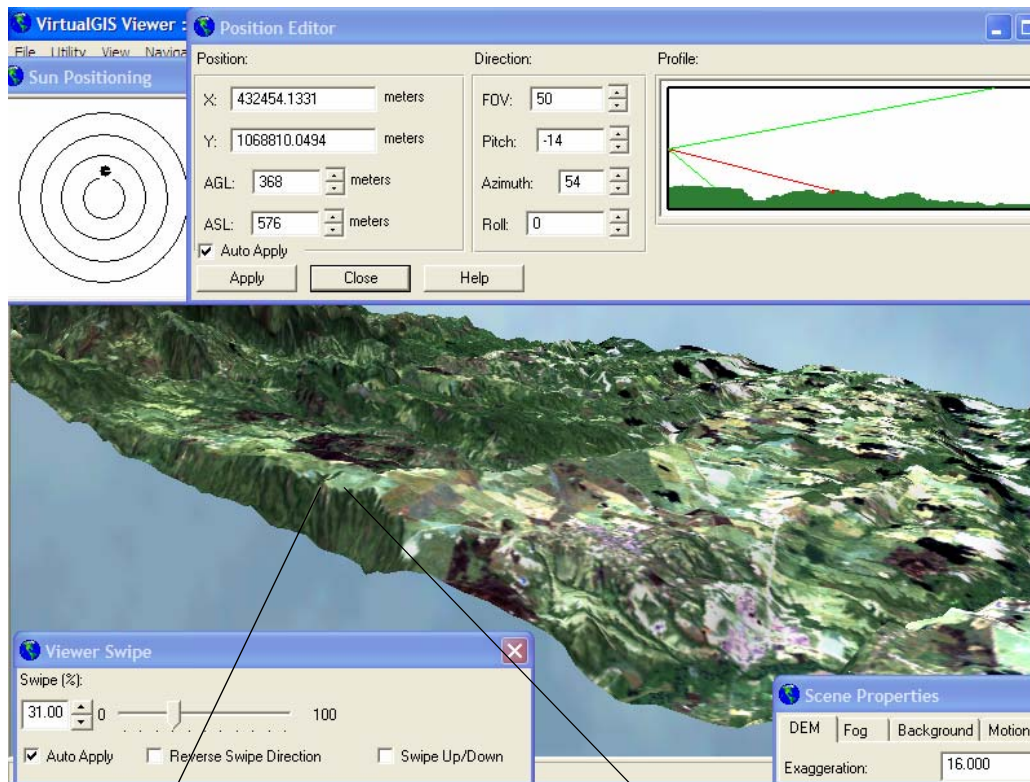 VirtualGIS Viewer :
File Utility View Naviga
Sun Positioning
Position Editor
Position:
X: 432454.1331 meters
Y: 1068810.0494 meters
AGL: 368 meters
ASL: 576 meters
Auto Apply
Apply Close Help
Direction:
FOV: 50
Pitch: -14
Azimuth: 54
Roll: 0
Profile:
Viewer Swipe
Swipe (%):
31.00 0 100
Auto Apply Reverse Swipe Direction Swipe Up/Down
Scene Properties
DEM Fog Background Motion
Exaggeration: 16.000